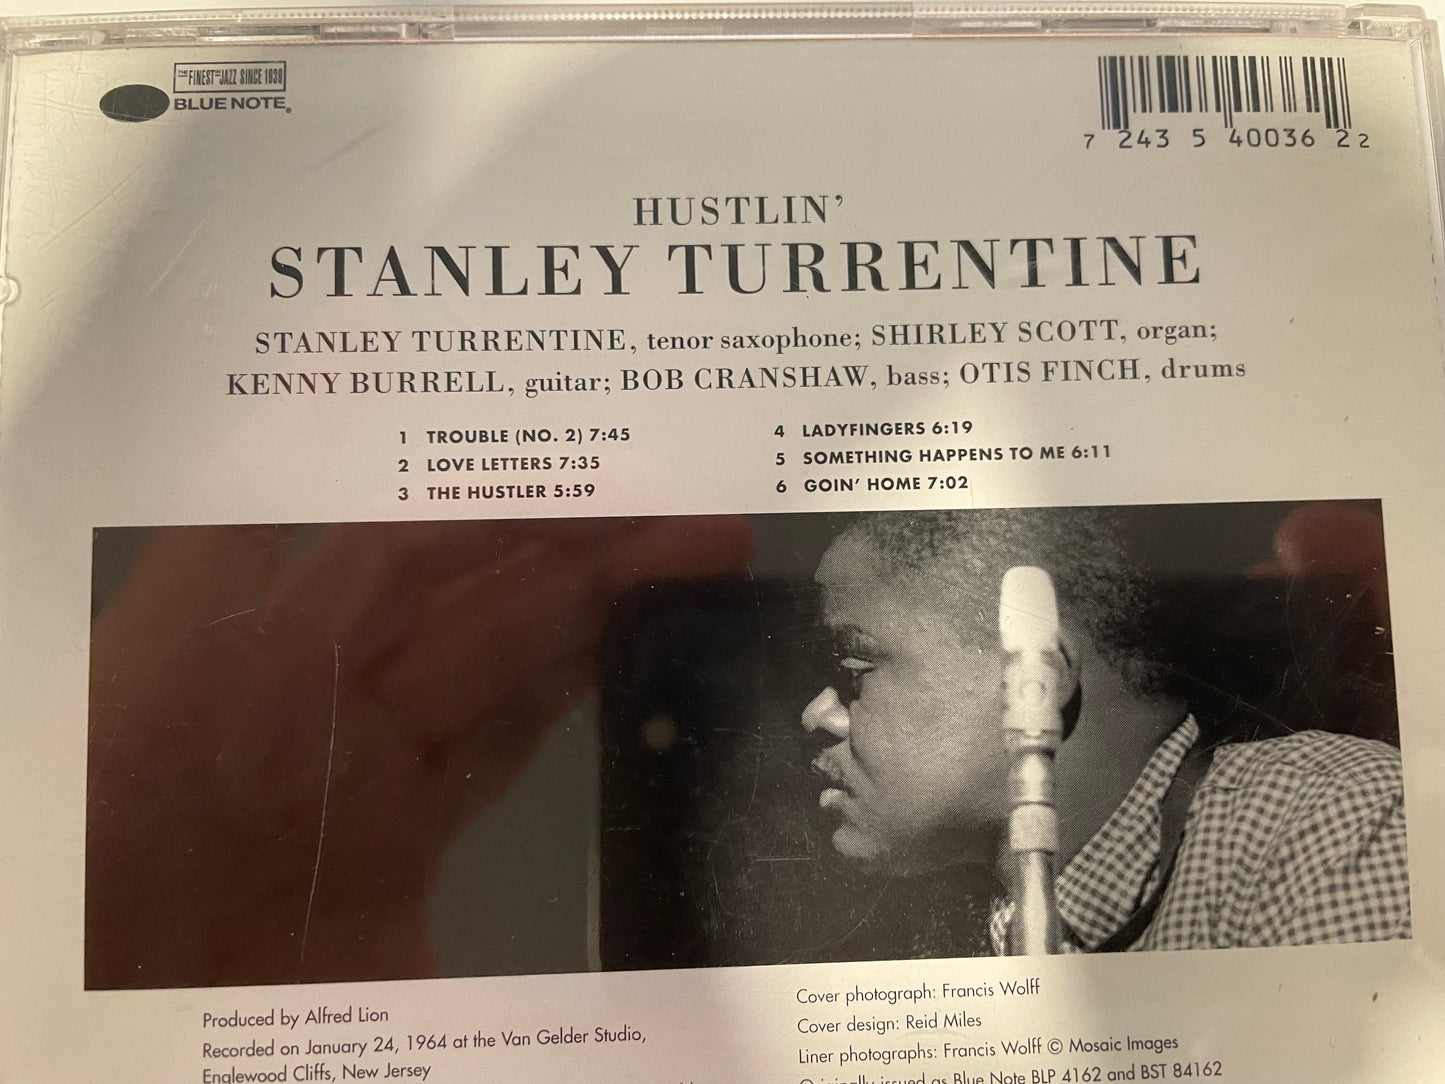 THE FINEST IN JAZZ SINCE 1939
BLUE NOTE®
7 243 5 40036 2 2
HUSTLIN'
STANLEY TURRENTINE
STANLEY TURRENTINE, tenor saxophone; SHIRLEY SCOTT, organ;
KENNY BURRELL, guitar; BOB CRANSHAW, bass; OTIS FINCH, drums
1 TROUBLE (NO. 2) 7:45
2 LOVE LETTERS 7:35
3 THE HUSTLER 5:59
4 LADYFINGERS 6:19
5 SOMETHING HAPPENS TO ME 6:11
6 GOIN' HOME 7:02
Produced by Alfred Lion
Recorded on January 24, 1964 at the Van Gelder Studio,
Englewood Cliffs, New Jersey
Cover photograph: Francis Wolff
Cover design: Reid Miles
Liner photographs: Francis Wolff © Mosaic Images
Originally issued as Blue Note BLP 4162 and BST 84162